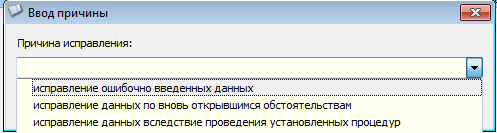 Ввод причины
Причина исправления:
исправление ошибочно введенных данных
исправление данных по вновь открывшимся обстоятельствам
исправление данных вследствие проведения установленных процедур